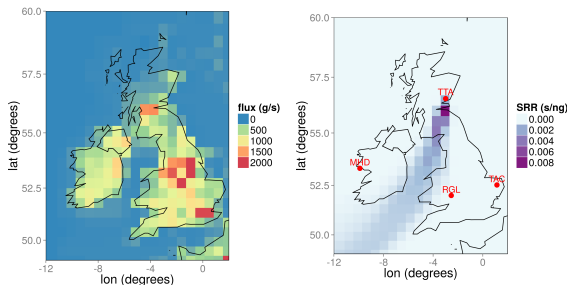 60.0
57.5
55.0
52.5
50.0
-12
-8
-4
0
lat (degrees)
lon (degrees)
flux (g/s)
0
500
1000
1500
2000
60.0
57.5
55.0
52.5
50.0
-12
-8
-4
0
lat (degrees)
lon (degrees)
TTA
MHD
RGL
TAC
SRR (s/ng)
0.000
0.002
0.004
0.006
0.008